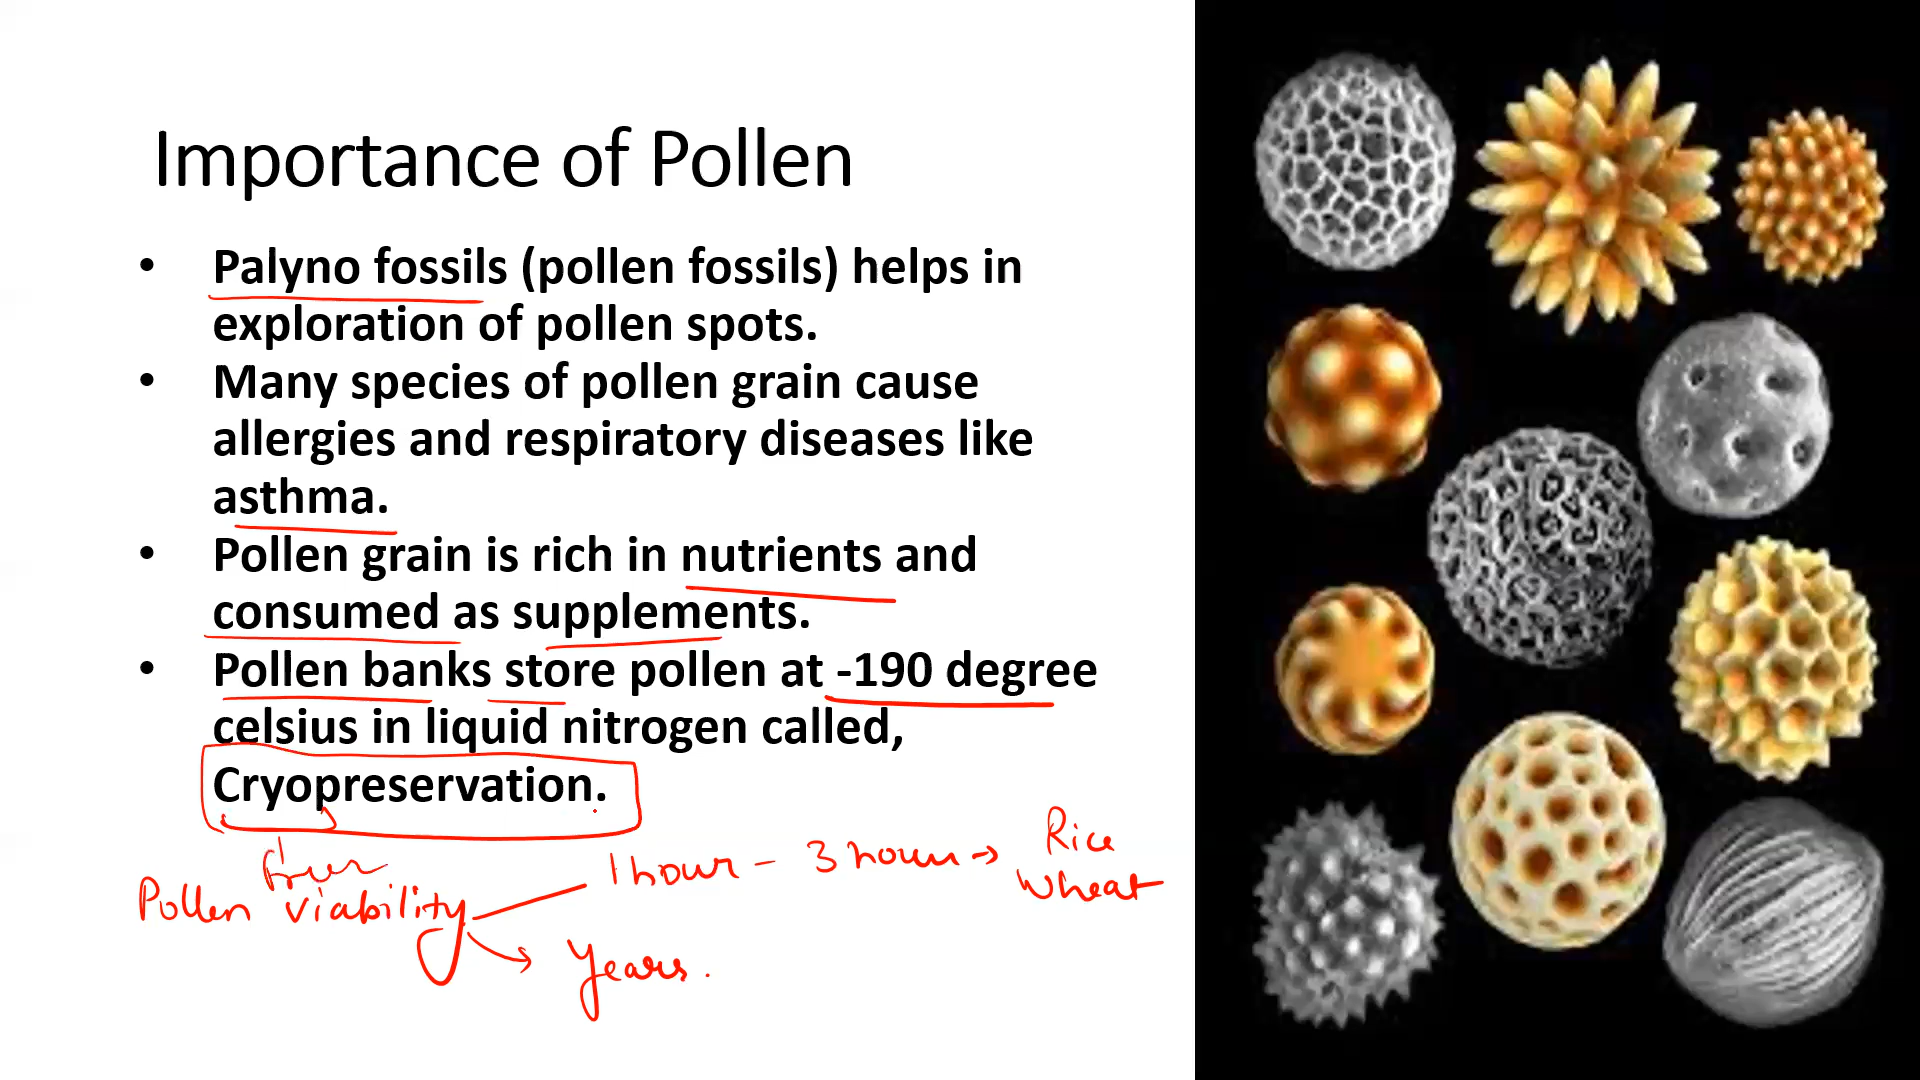 Importance of Pollen
• Palyno fossils (pollen fossils) helps in
exploration of pollen spots.
• Many species of pollen grain cause
allergies and respiratory diseases like
asthma.
• Pollen grain is rich in nutrients and
consumed as supplements.
• Pollen banks store pollen at -190 degree
celsius in liquid nitrogen called,
Cryopreservation.
Pollen viability
1 hour - 3 hours → Rice
Wheat
Years.